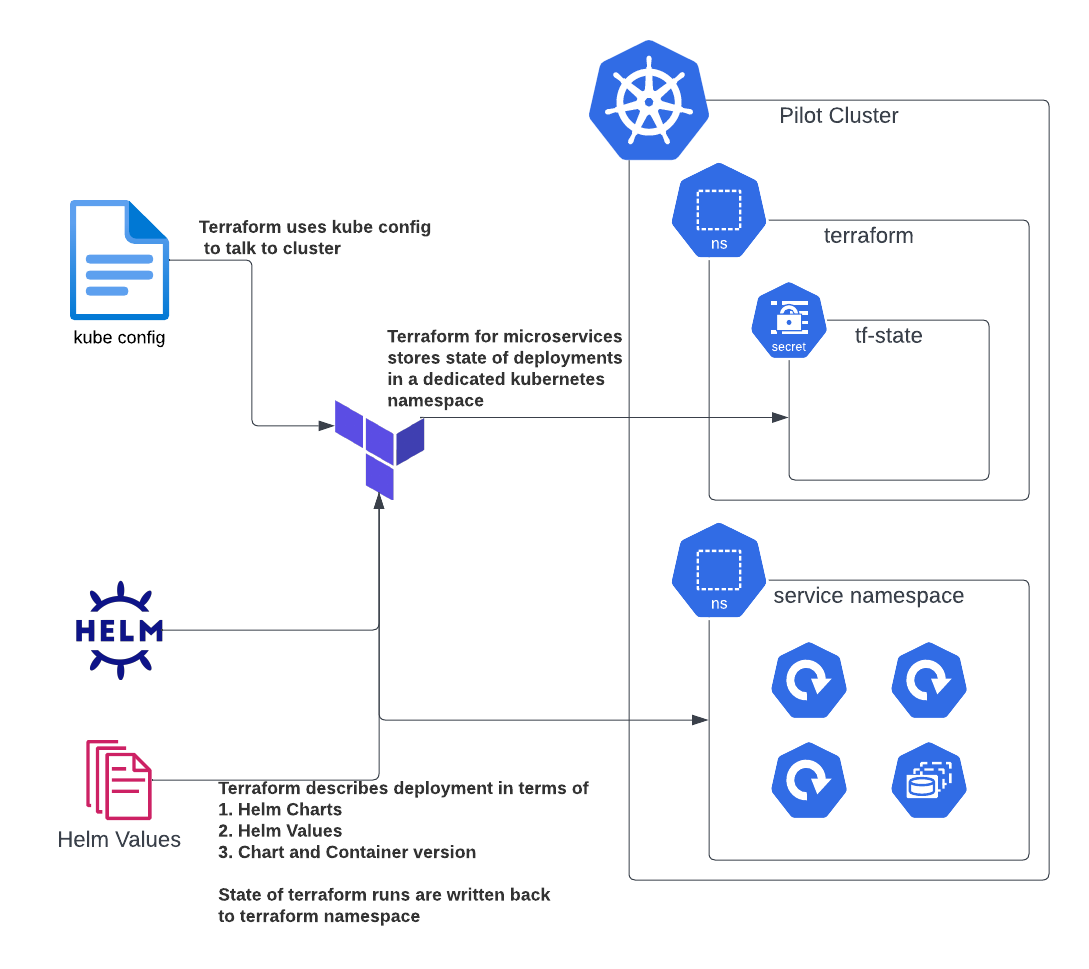 Pilot Cluster
ns
terraform
Terraform uses kube config
to talk to cluster
kube config
secret
tf-state
Terraform for microservices
stores state of deployments
in a dedicated kubernetes
namespace
ns
service namespace
HELM
Helm Values
Terraform describes deployment in terms of
1. Helm Charts
2. Helm Values
3. Chart and Container version
State of terraform runs are written back
to terraform namespace